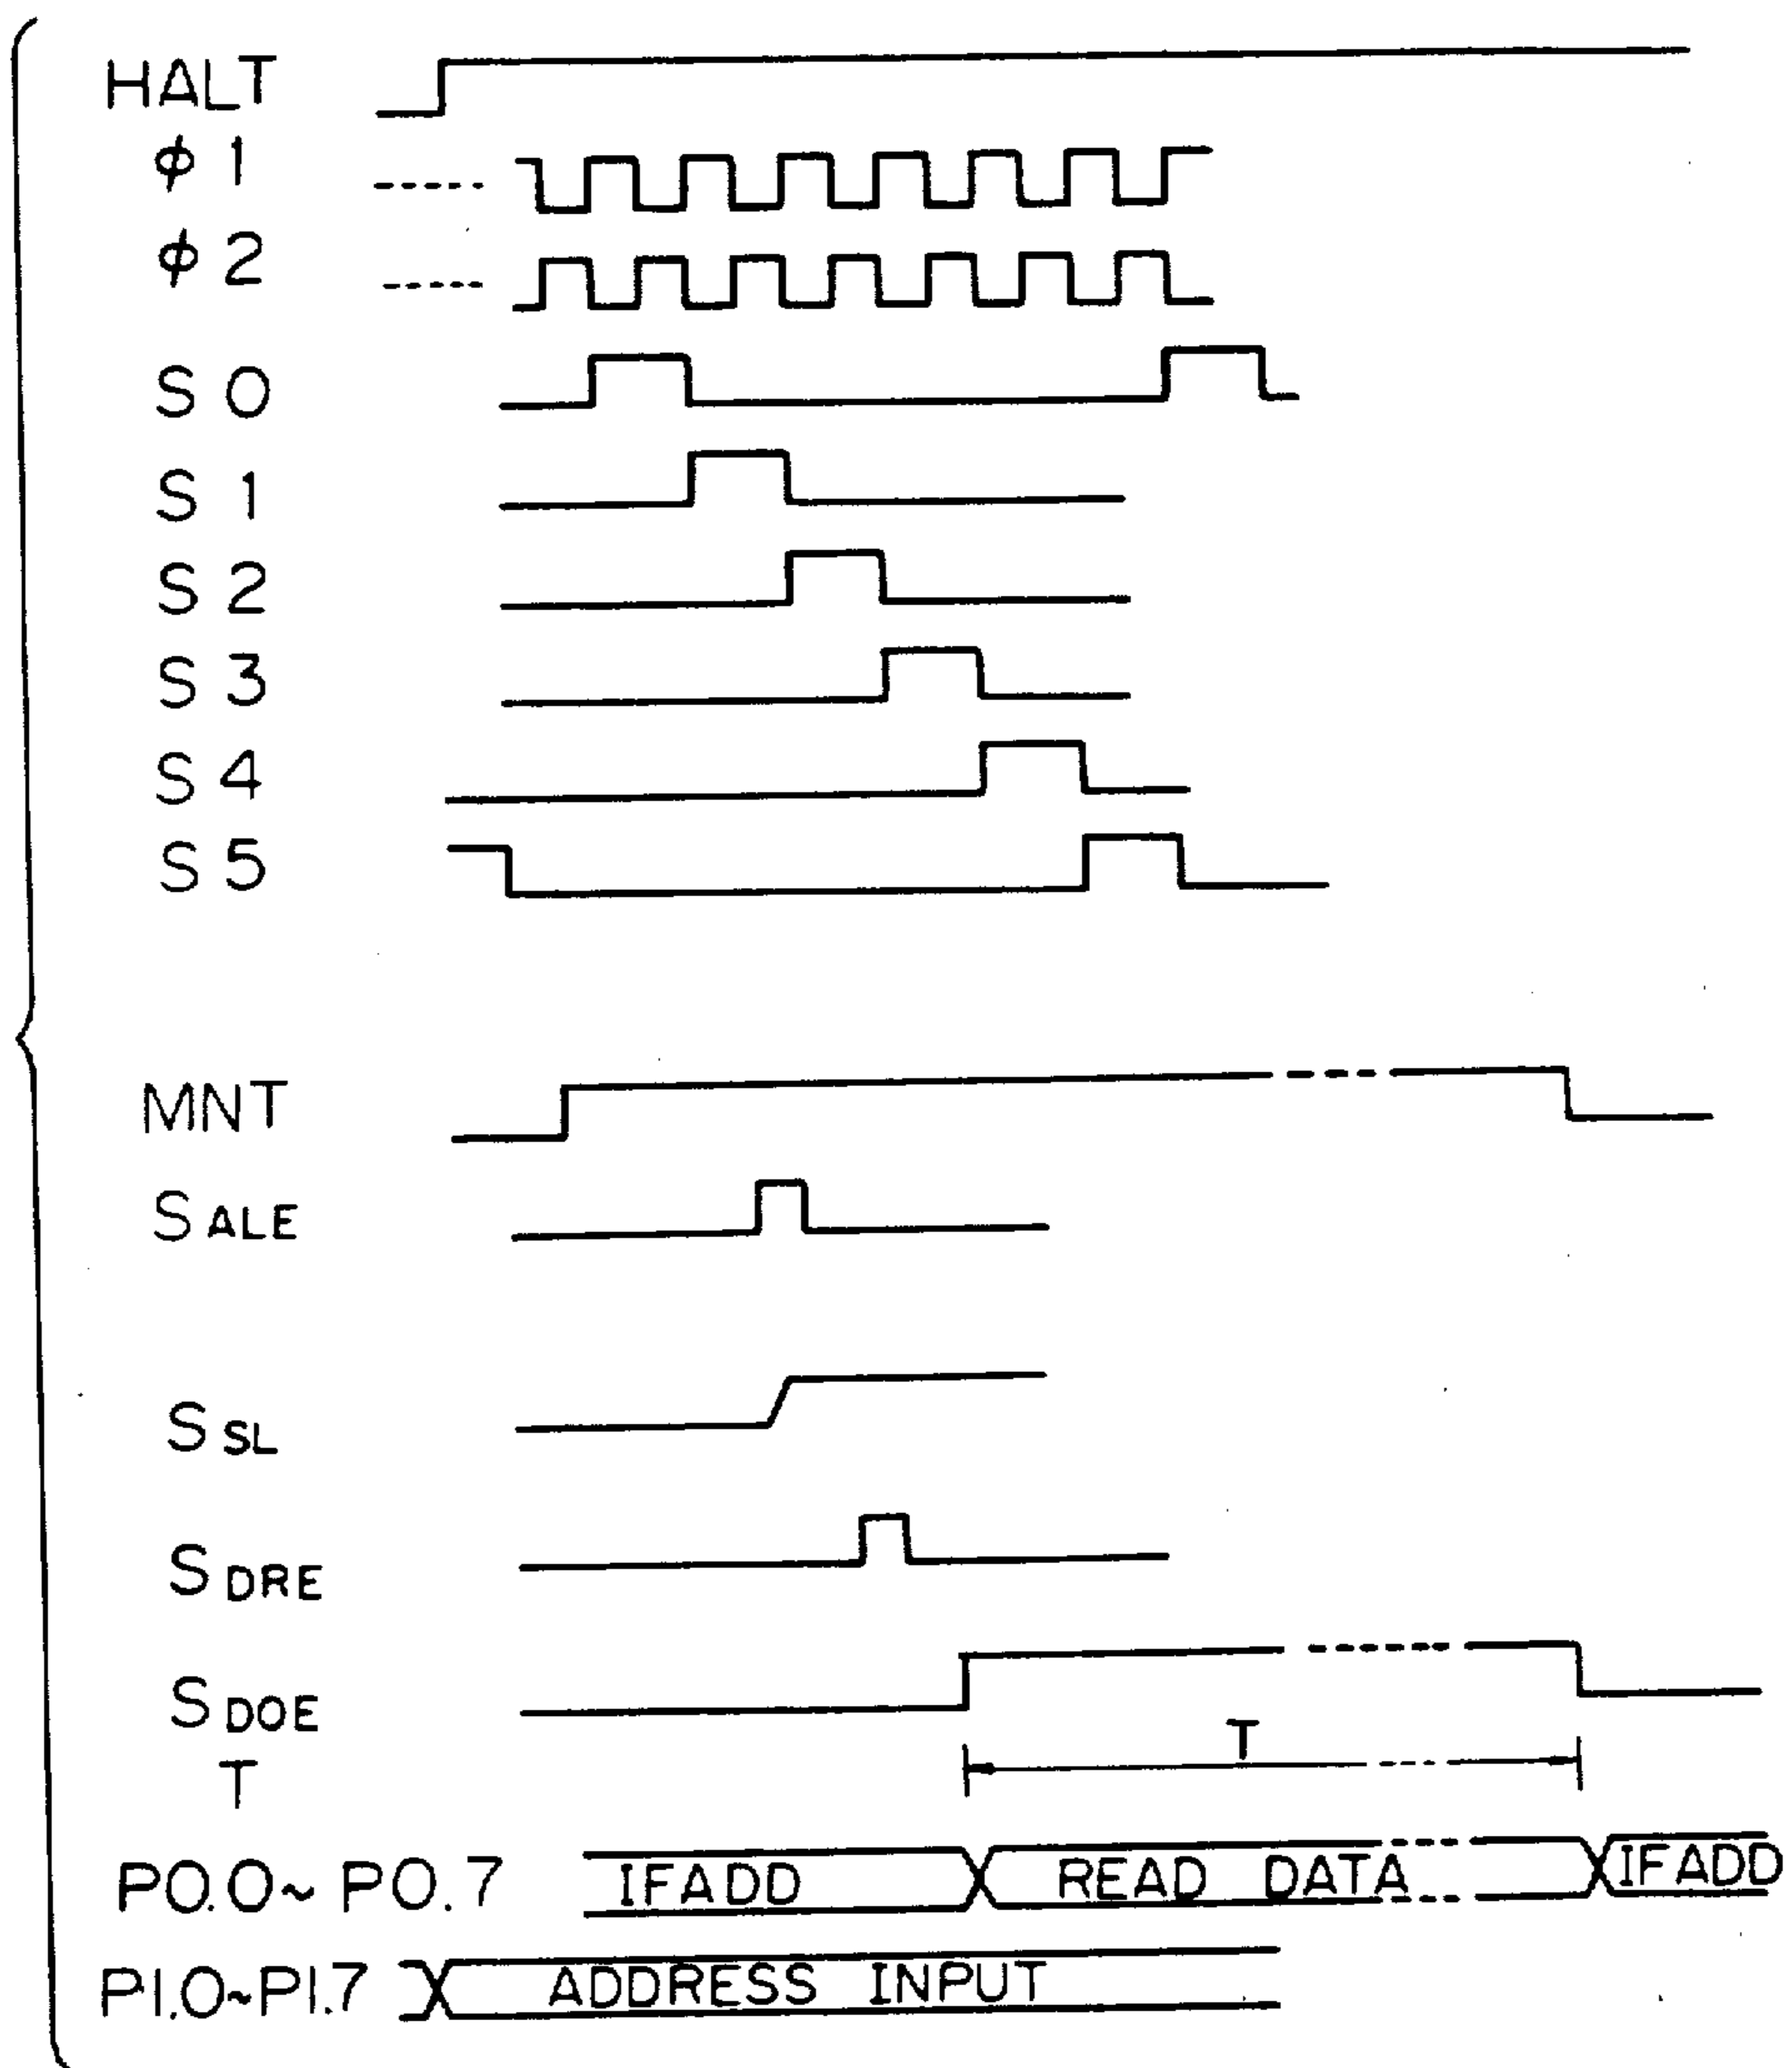 HALT
ϕ1
ϕ2
S0
S1
S2
S3
S4
S5
MNT
SALE
SSL
SDRE
SDOE
T
T
P0.0~P0.7 IFADD READ DATA IFADD
P1.0~P1.7 ADDRESS INPUT